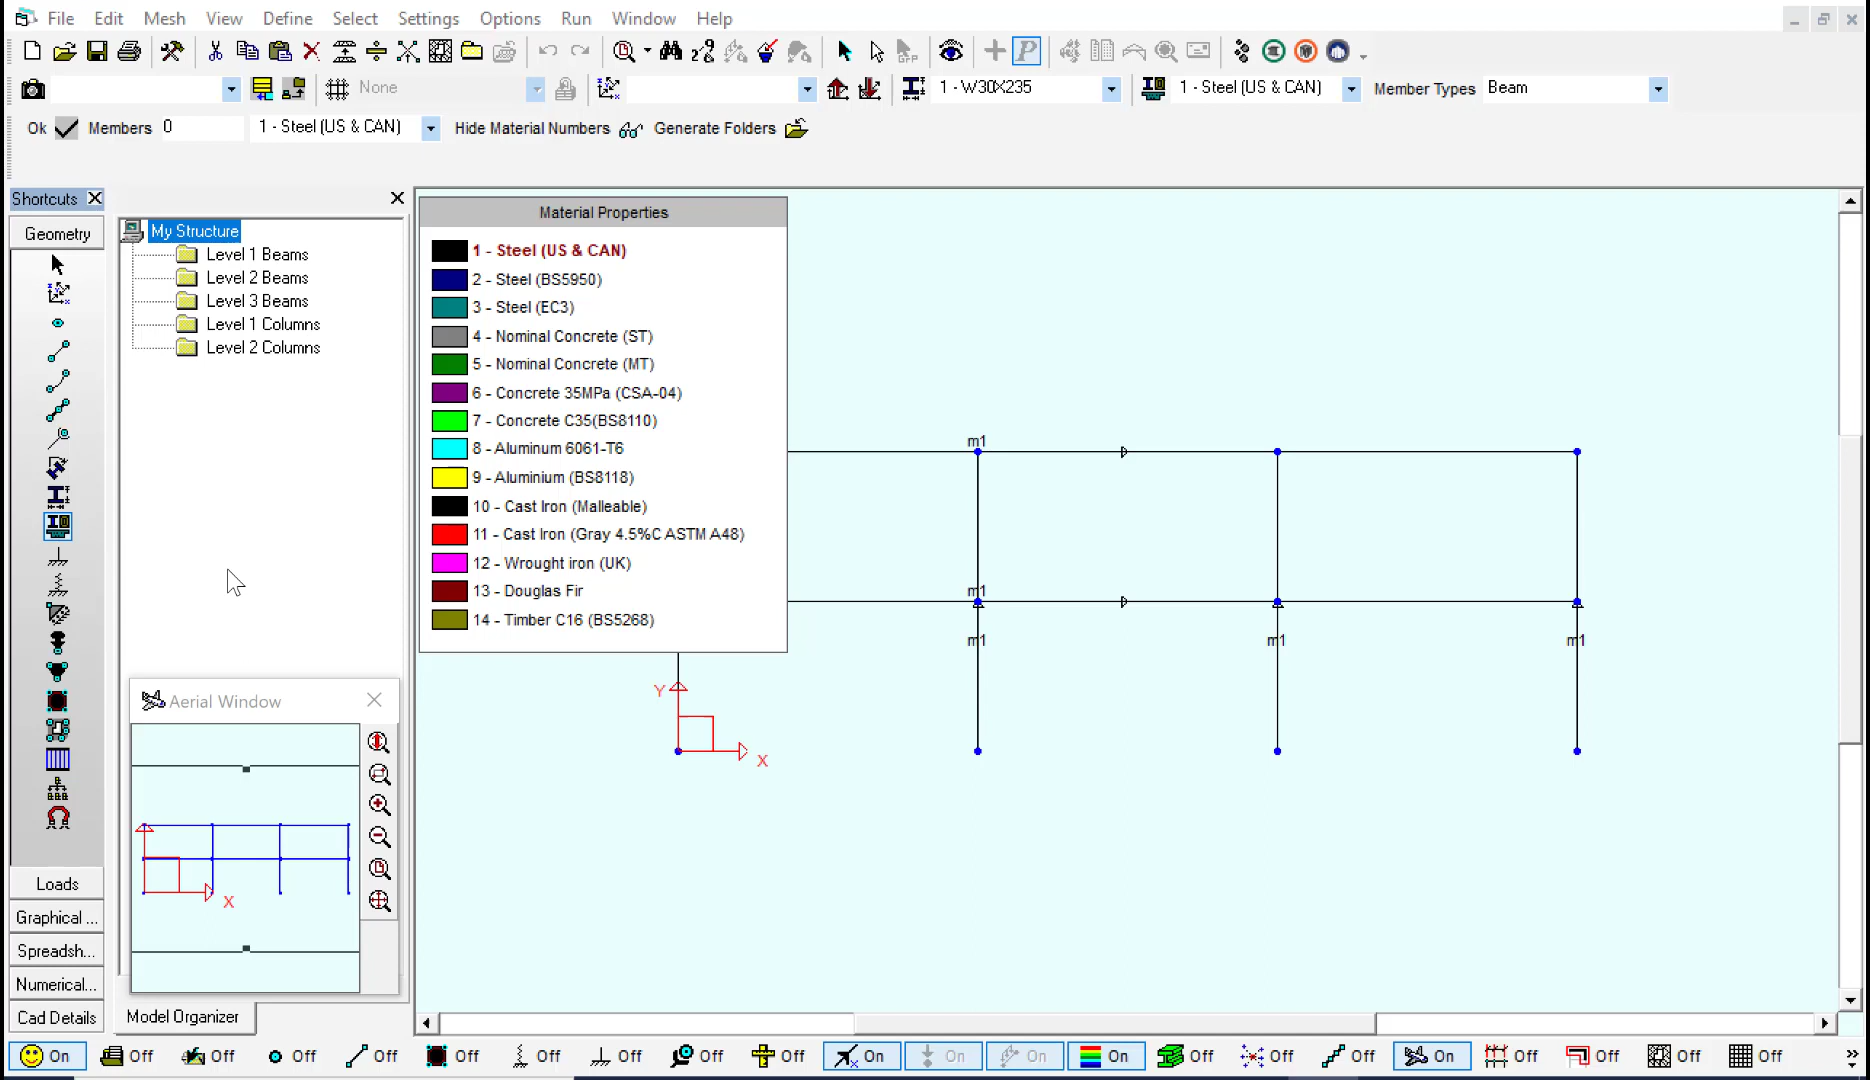 File Edit Mesh View Define Select Settings Options Run Window Help
None 1 - W30X235 1 - Steel (US & CAN) Member Types Beam
Ok Members 0 1 - Steel (US & CAN) Hide Material Numbers Generate Folders
Shortcuts
Geometry
Loads
Graphical ...
Spreadsh...
Numerical...
Cad Details
My Structure
Level 1 Beams
Level 2 Beams
Level 3 Beams
Level 1 Columns
Level 2 Columns
Aerial Window
X
Model Organizer
Material Properties
1 - Steel (US & CAN)
2 - Steel (BS5950)
3 - Steel (EC3)
4 - Nominal Concrete (ST)
5 - Nominal Concrete (MT)
6 - Concrete 35MPa (CSA-04)
7 - Concrete C35(BS8110)
8 - Aluminum 6061-T6
9 - Aluminium (BS8118)
10 - Cast Iron (Malleable)
11 - Cast Iron (Gray 4.5%C ASTM A48)
12 - Wrought iron (UK)
13 - Douglas Fir
14 - Timber C16 (BS5268)
m1
m1
m1 m1 m1
Y
X
On Off Off Off Off Off Off Off Off Off On On On On Off Off Off On Off Off Off Off